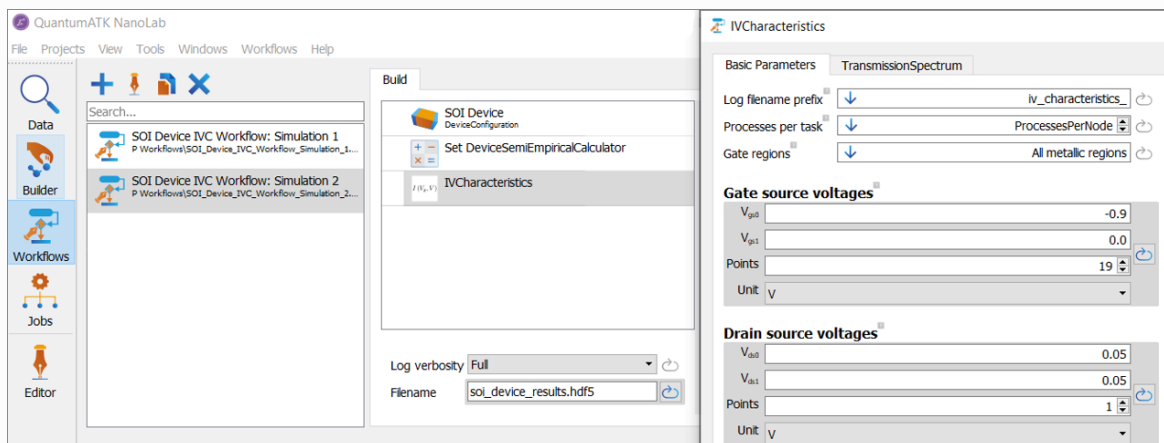 QuantumATK NanoLab
File Projects View Tools Windows Workflows Help
Data
Builder
Workflows
Jobs
Editor
Search...
SOI Device IVC Workflow: Simulation 1
P Workflows\SOI_Device_IVC_Workflow_Simulation_1....
SOI Device IVC Workflow: Simulation 2
P Workflows\SOI_Device_IVC_Workflow_Simulation_2....
Build
SOI Device
DeviceConfiguration
Set DeviceSemiEmpiricalCalculator
IVCharacteristics
Log verbosity Full
Filename soi_device_results.hdf5
IVCharacteristics
Basic Parameters TransmissionSpectrum
Log filename prefix iv_characteristics_
Processes per task ProcessesPerNode
Gate regions All metallic regions
Gate source voltages
Vgs0 -0.9
Vgs1 0.0
Points 19
Unit V
Drain source voltages
Vds0 0.05
Vds1 0.05
Points 1
Unit V